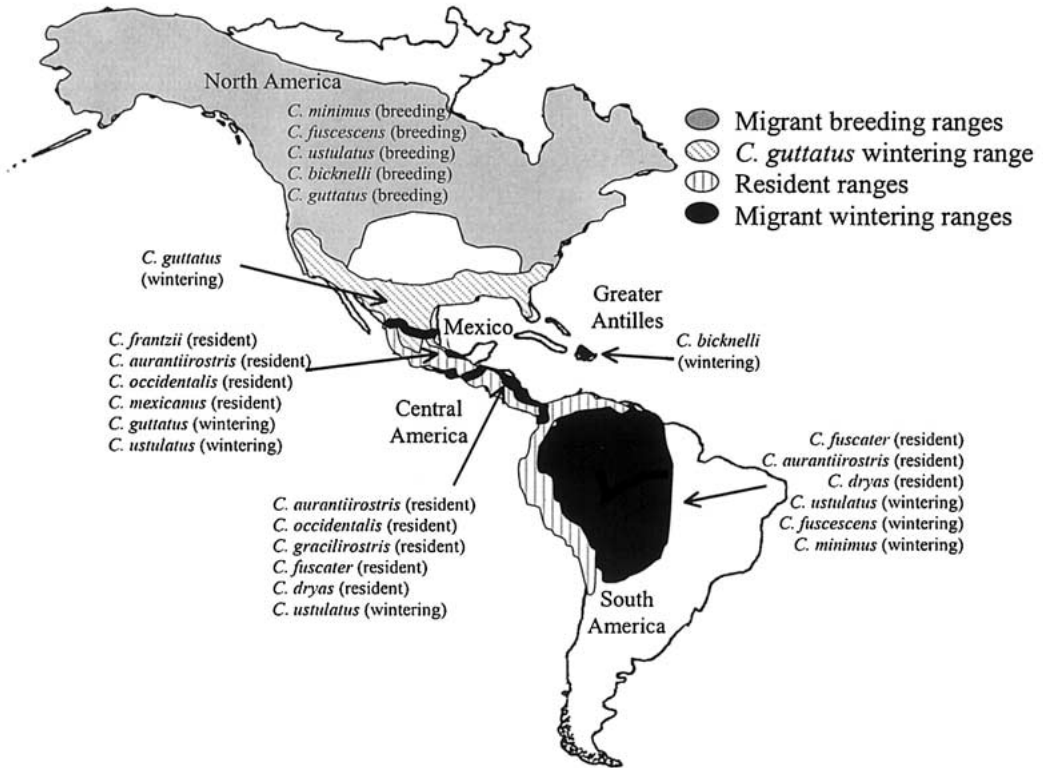 North America
C. minimus (breeding)
C. fuscescens (breeding)
C. ustulatus (breeding)
C. bicknelli (breeding)
C. guttatus (breeding)
Migrant breeding ranges
C. guttatus wintering range
Resident ranges
Migrant wintering ranges
C. guttatus
(wintering)
Greater
Antilles
Mexico
C. bicknelli
(wintering)
C. frantzii (resident)
C. aurantiirostris (resident)
C. occidentalis (resident)
C. mexicanus (resident)
C. guttatus (wintering)
C. ustulatus (wintering)
Central
America
C. fuscater (resident)
C. aurantiirostris (resident)
C. dryas (resident)
C. ustulatus (wintering)
C. fuscescens (wintering)
C. minimus (wintering)
C. aurantiirostris (resident)
C. occidentalis (resident)
C. gracilirostris (resident)
C. fuscater (resident)
C. dryas (resident)
C. ustulatus (wintering)
South
America